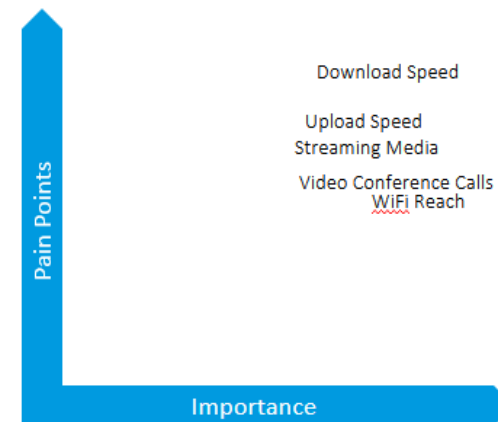 Download Speed
Upload Speed
Streaming Media
Video Conference Calls
WiFi Reach
Pain Points
Importance